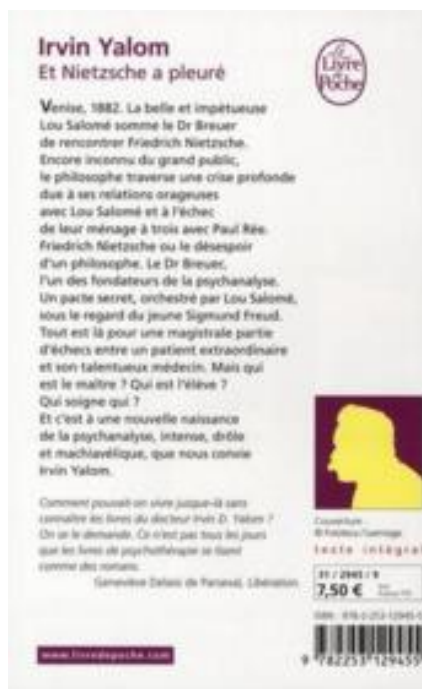 Irvin Yalom
Et Nietzsche a pleuré
Le
Livre
de
Poche
Venise, 1882. La belle et impétueuse
Lou Salomé somme le Dr Breuer
de rencontrer Friedrich Nietzsche.
Encore inconnu du grand public,
le philosophe traverse une crise profonde
due à ses relations orageuses
avec Lou Salomé et à l'échec
de leur ménage à trois avec Paul Rée.
Friedrich Nietzsche ou le désespoir
d'un philosophe. Le Dr Breuer,
l'un des fondateurs de la psychanalyse.
Un pacte secret, orchestré par Lou Salomé,
sous le regard du jeune Sigmund Freud.
Tout est là pour une magistrale partie
d'échecs entre un patient extraordinaire
et son talentueux médecin. Mais qui
est le maître ? Qui est l'élève ?
Qui soigne qui ?
Et c'est à une nouvelle naissance
de la psychanalyse, intense, drôle
et machiavélique, que nous convie
Irvin Yalom.
Comment pouvait-on vivre jusque-là sans
connaître les livres du docteur Irvin D. Yalom ?
On se le demande. Ce n'est pas tous les jours
que les livres de psychothérapie se lisent
comme des romans.
Geneviève Delaisi de Parseval, Libération.
Couverture :
texte intégral
31 / 2945 / 9
7,50 €
www.livredepoche.com
9 782253 129455